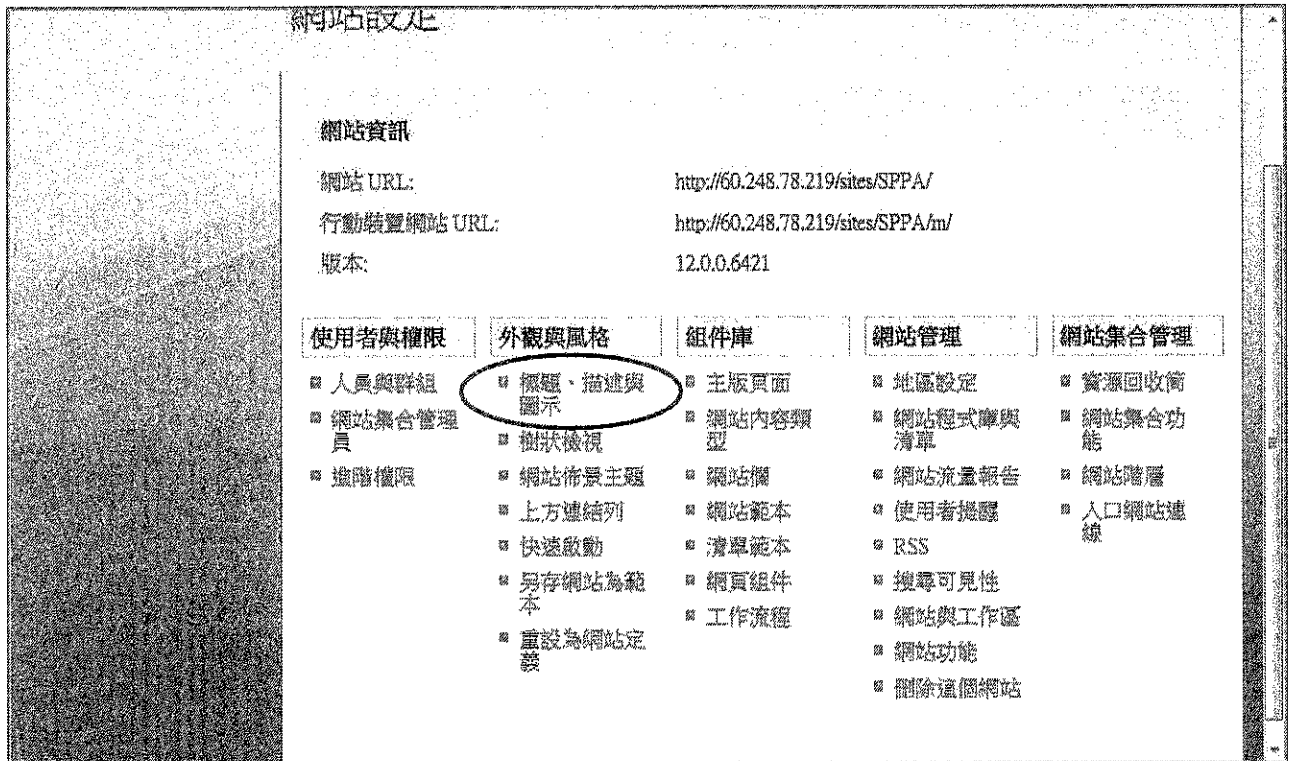 網站設定
網站資訊
網站 URL:
http://60.248.78.219/sites/SPPA/
行動裝置網站 URL:
http://60.248.78.219/sites/SPPA/m/
版本:
12.0.0.6421
使用者與權限
人員與群組
網站集合管理
員
進階權限
外觀與風格
標題、描述與
圖示
樹狀檢視
網站佈景主題
上方連結列
快速啟動
另存網站為範
本
重設為網站定
義
組件庫
主版頁面
網站內容類
型
網站欄
網站範本
清單範本
網頁組件
工作流程
網站管理
地區設定
網站程式庫與
清單
網站流量報告
使用者提醒
RSS
搜尋可見性
網站與工作區
網站功能
刪除這個網站
網站集合管理
資源回收筒
網站集合功
能
網站階層
入口網站連
線